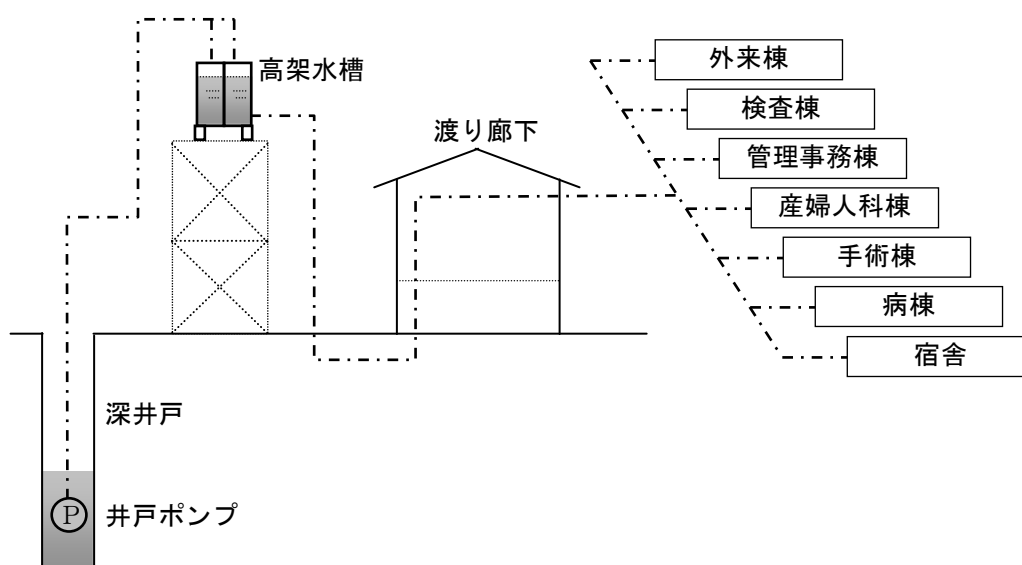 高架水槽
渡り廊下
外来棟
検査棟
管理事務棟
産婦人科棟
手術棟
病棟
宿舎
深井戸
P
井戸ポンプ